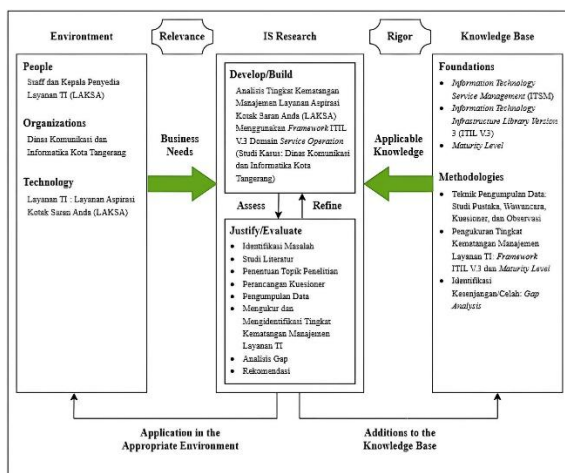 Envirotment
Relevance
IS Research
Rigor
Knowledge Base
People
Staff dan Kepala Penyedia
Layanan TI (LAKSA)
Organizations
Dinas Komunikasi dan
Informatika Kota Tangerang
Technology
Layanan TI : Layanan Aspirasi
Kotak Saran Anda (LAKSA)
Business
Needs
Develop/Build
Analisis Tingkat Kematangan
Manajemen Layanan Aspirasi
Kotak Saran Anda (LAKSA)
Menggunakan Framework ITIL
V.3 Domain Service Operation
(Studi Kasus: Dinas Komunikasi
dan Informatika Kota
Tangerang)
Assess
Refine
Justify/Evaluate
• Identifikasi Masalah
• Studi Literatur
• Penentuan Topik Penelitian
• Perancangan Kuesioner
• Pengumpulan Data
• Mengukur dan
Mengidentifikasi Tingkat
Kematangan Manajemen
Layanan TI
• Analisis Gap
• Rekomendasi
Applicable
Knowledge
Foundations
• Information Technology
Service Management (ITSM)
• Information Technology
Infrastructure Library Version
3 (ITIL V.3)
• Maturity Level
Methodologies
• Teknik Pengumpulan Data:
Studi Pustaka, Wawancara,
Kuesioner, dan Observasi
• Pengukuran Tingkat
Kematangan Manajemen
Layanan TI: Framework
ITIL V.3 dan Maturity Level
• Identifikasi
Kesenjangan/Celah: Gap
Analysis
Application in the
Appropriate Environment
Additions to the
Knowledge Base